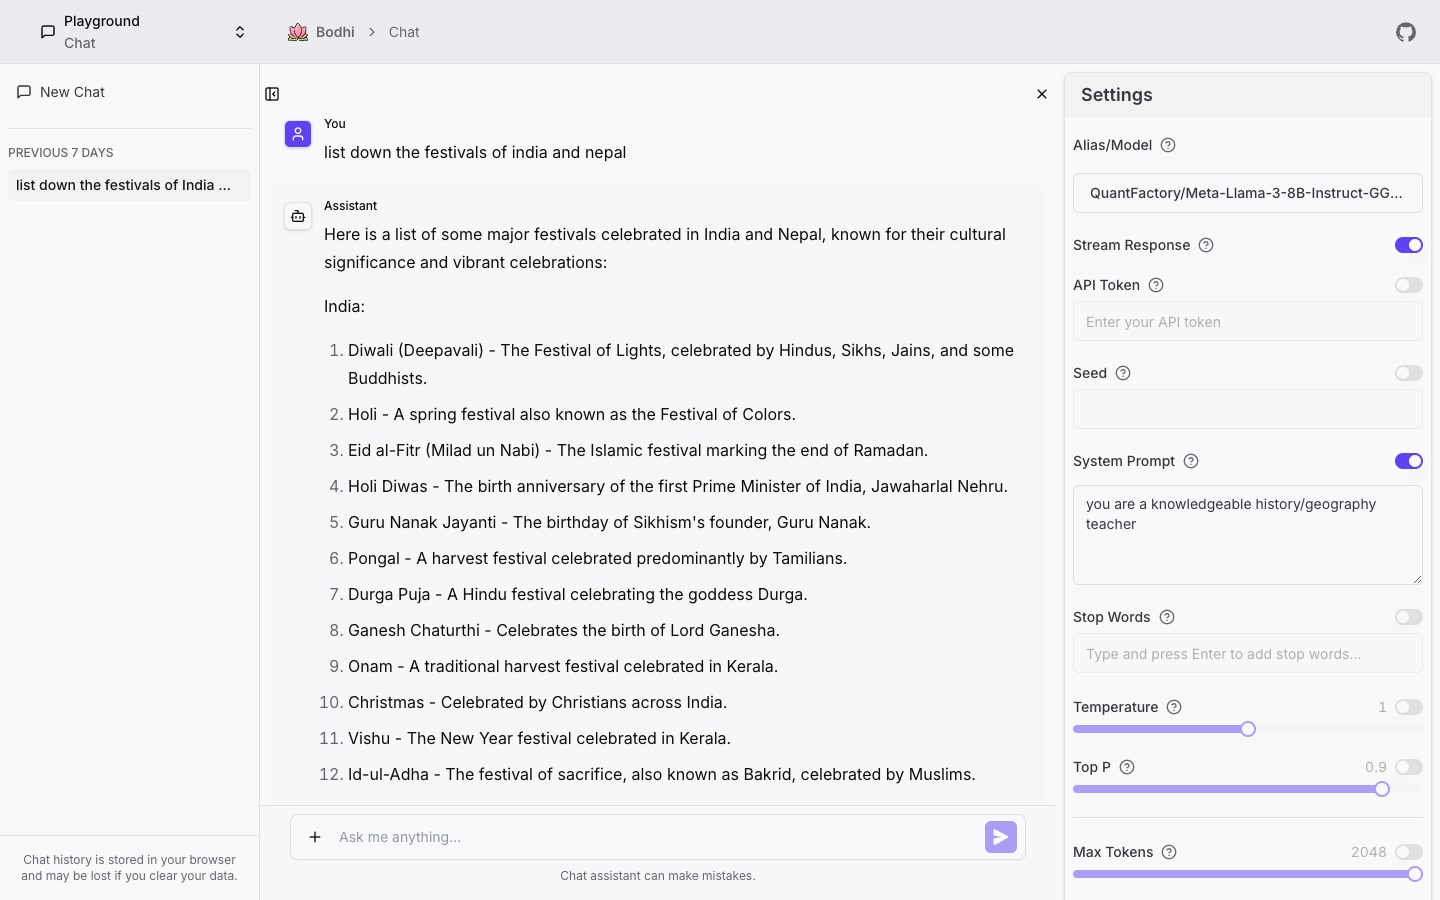 Playground
Chat
Bodhi
Chat
New Chat
PREVIOUS 7 DAYS
list down the festivals of India ...
Chat history is stored in your browser
and may be lost if you clear your data.
You
list down the festivals of india and nepal
Assistant
Here is a list of some major festivals celebrated in India and Nepal, known for their cultural
significance and vibrant celebrations:
India:
1. Diwali (Deepavali) - The Festival of Lights, celebrated by Hindus, Sikhs, Jains, and some
Buddhists.
2. Holi - A spring festival also known as the Festival of Colors.
3. Eid al-Fitr (Milad un Nabi) - The Islamic festival marking the end of Ramadan.
4. Holi Diwas - The birth anniversary of the first Prime Minister of India, Jawaharlal Nehru.
5. Guru Nanak Jayanti - The birthday of Sikhism's founder, Guru Nanak.
6. Pongal - A harvest festival celebrated predominantly by Tamilians.
7. Durga Puja - A Hindu festival celebrating the goddess Durga.
8. Ganesh Chaturthi - Celebrates the birth of Lord Ganesha.
9. Onam - A traditional harvest festival celebrated in Kerala.
10. Christmas - Celebrated by Christians across India.
11. Vishu - The New Year festival celebrated in Kerala.
12. Id-ul-Adha - The festival of sacrifice, also known as Bakrid, celebrated by Muslims.
Ask me anything...
Chat assistant can make mistakes.
Settings
Alias/Model
QuantFactory/Meta-Llama-3-8B-Instruct-GG...
Stream Response
API Token
Enter your API token
Seed
System Prompt
you are a knowledgeable history/geography
teacher
Stop Words
Type and press Enter to add stop words...
Temperature 1
Top P 0.9
Max Tokens 2048